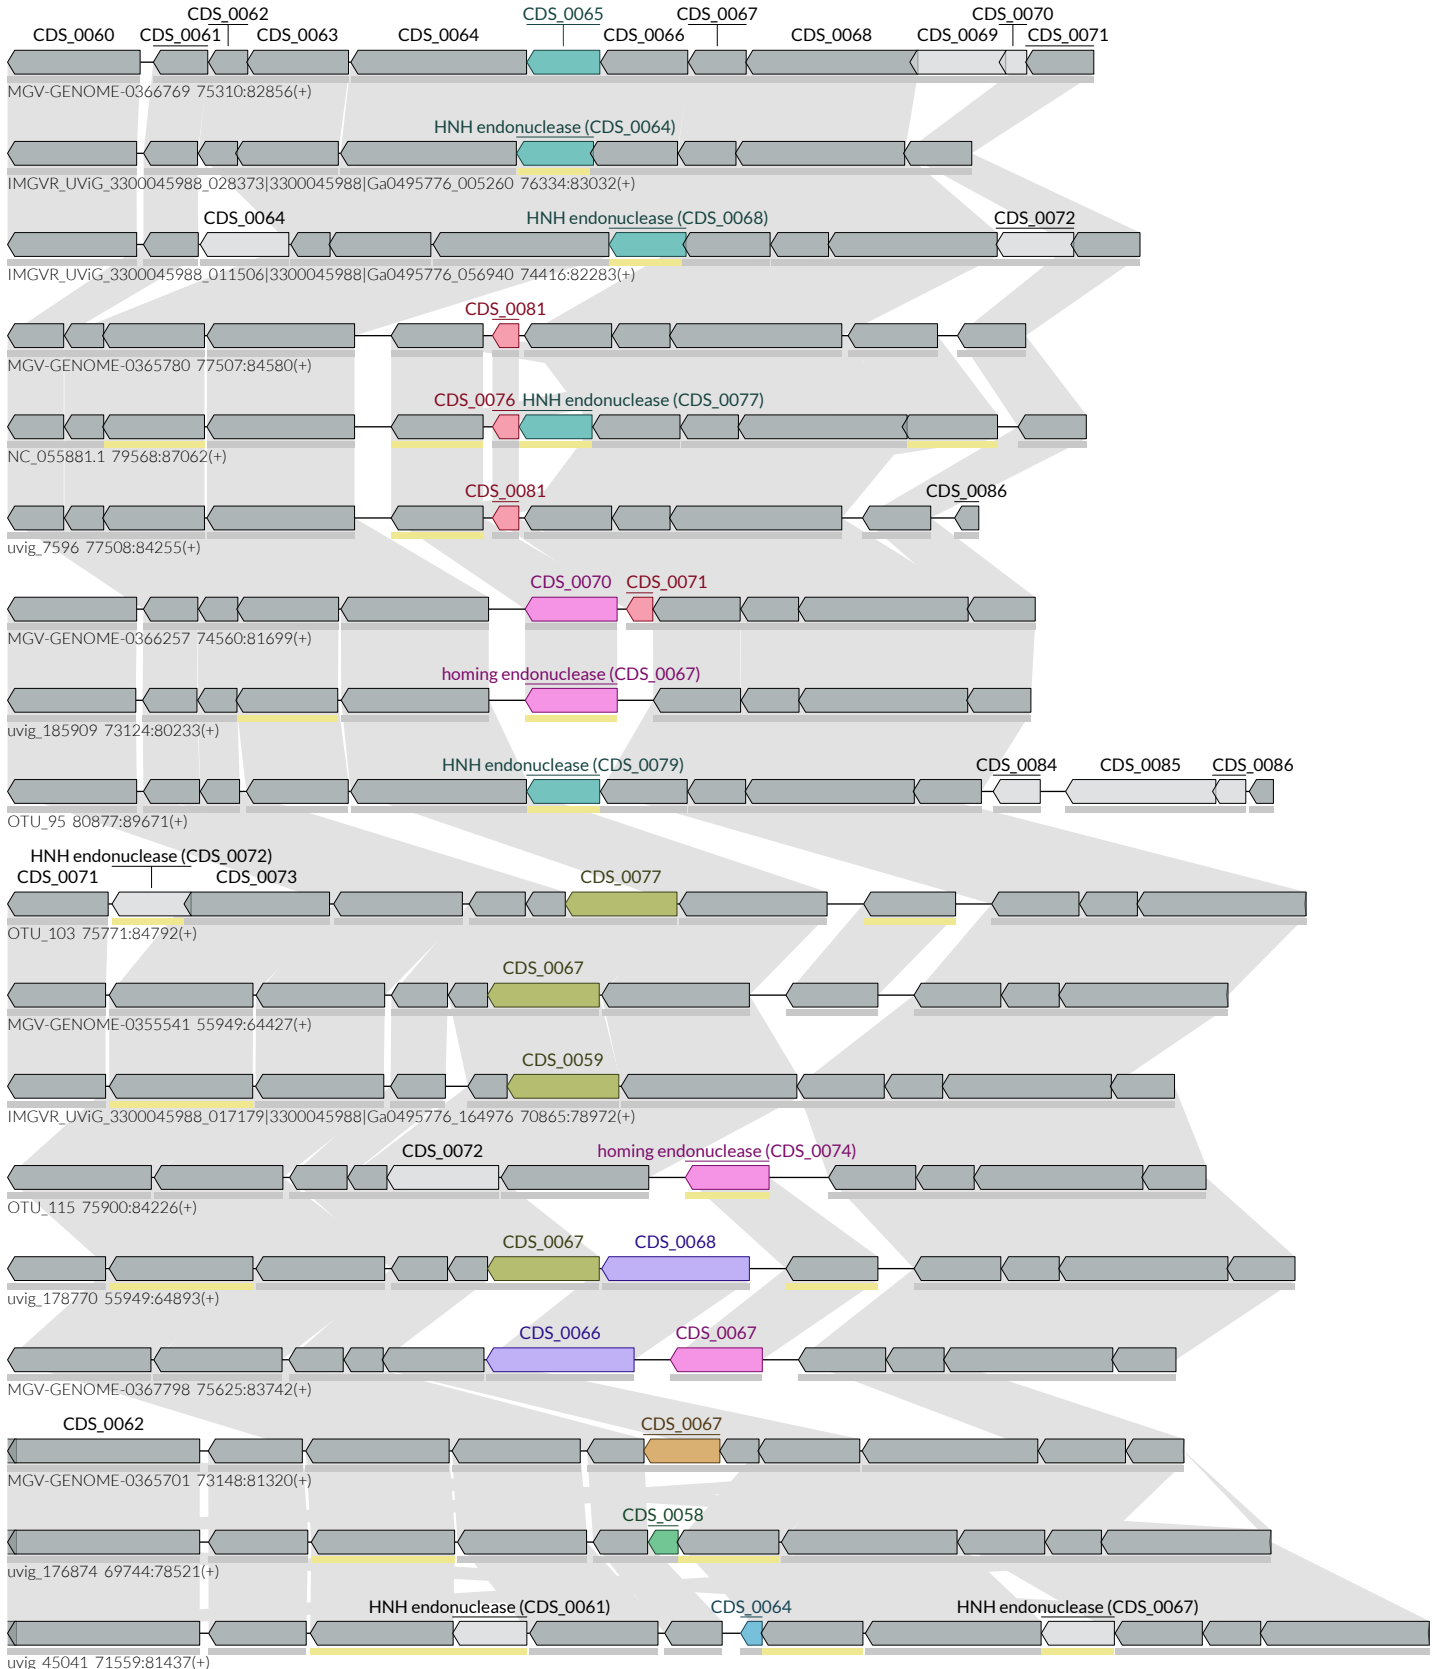 CDS_0062 CDS_0065 CDS_0067 CDS_0070
CDS_0060 CDS_0061 CDS_0063 CDS_0064 CDS_0066 CDS_0068 CDS_0069 CDS_0071
MGV-GENOME-0366769 75310:82856(+)
HNH endonuclease (CDS_0064)
IMGVR_UViG_3300045988_028373|3300045988|Ga0495776_005260 76334:83032(+)
CDS_0064 HNH endonuclease (CDS_0068) CDS_0072
IMGVR_UViG_3300045988_011506|3300045988|Ga0495776_056940 74416:82283(+)
CDS_0081
MGV-GENOME-0365780 77507:84580(+)
CDS_0076 HNH endonuclease (CDS_0077)
NC_055881.1 79568:87062(+)
CDS_0081 CDS_0086
uvig_7596 77508:84255(+)
CDS_0070 CDS_0071
MGV-GENOME-0366257 74560:81699(+)
homing endonuclease (CDS_0067)
uvig_185909 73124:80233(+)
HNH endonuclease (CDS_0079) CDS_0084 CDS_0085 CDS_0086
OTU_95 80877:89671(+)
HNH endonuclease (CDS_0072)
CDS_0071 CDS_0073 CDS_0077
OTU_103 75771:84792(+)
CDS_0067
MGV-GENOME-0355541 55949:64427(+)
CDS_0059
IMGVR_UViG_3300045988_017179|3300045988|Ga0495776_164976 70865:78972(+)
CDS_0072 homing endonuclease (CDS_0074)
OTU_115 75900:84226(+)
CDS_0067 CDS_0068
uvig_178770 55949:64893(+)
CDS_0066 CDS_0067
MGV-GENOME-0367798 75625:83742(+)
CDS_0062 CDS_0067
MGV-GENOME-0365701 73148:81320(+)
CDS_0058
uvig_176874 69744:78521(+)
HNH endonuclease (CDS_0061) CDS_0064 HNH endonuclease (CDS_0067)
uvig_45041 71559:81437(+)